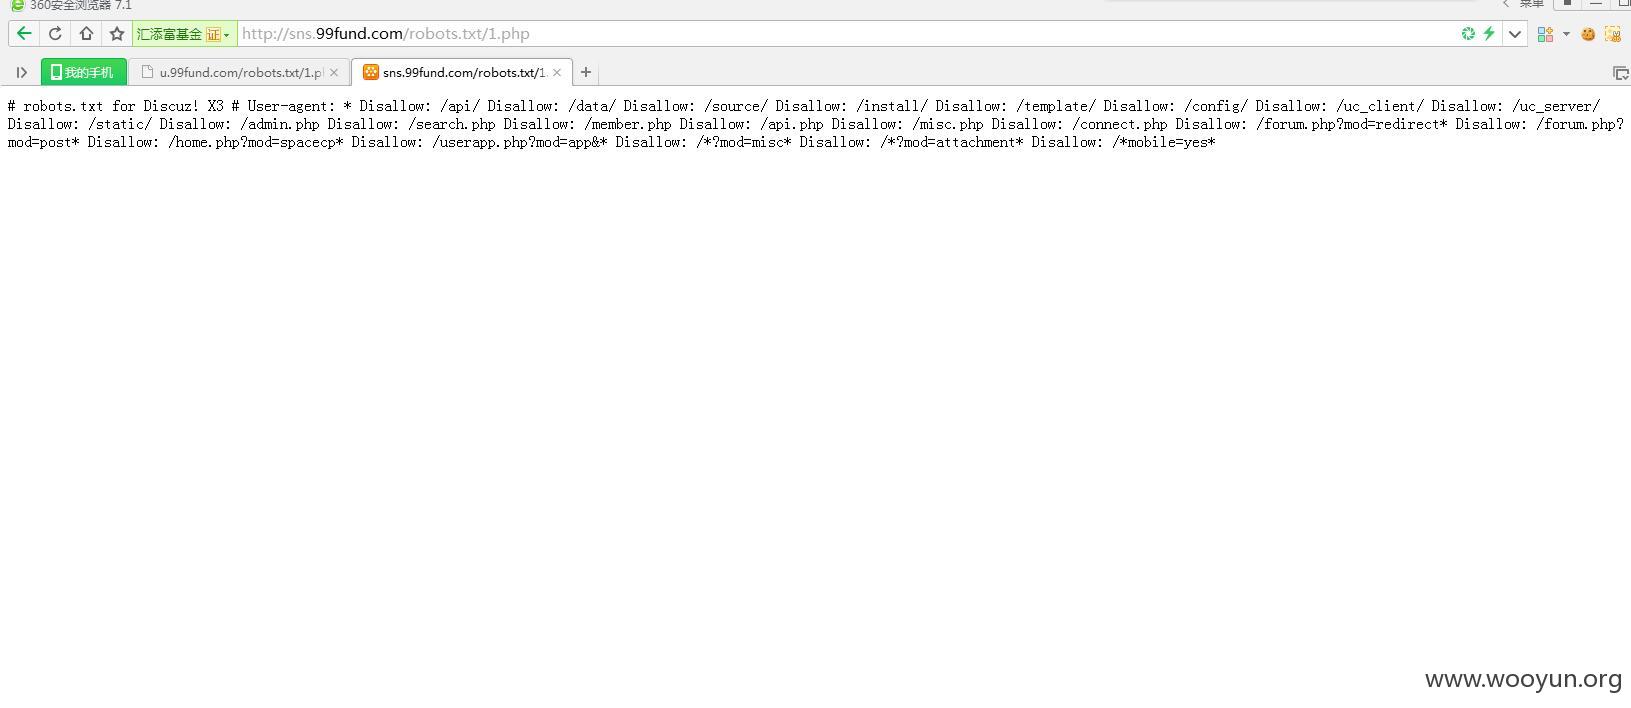 360安全浏览器 7.1
菜单
汇添富基金 证
http://sns.99fund.com/robots.txt/1.php
我的手机
u.99fund.com/robots.txt/1.pl
sns.99fund.com/robots.txt/1.
# robots.txt for Discuz! X3 # User-agent: * Disallow: /api/ Disallow: /data/ Disallow: /source/ Disallow: /install/ Disallow: /template/ Disallow: /config/ Disallow: /uc_client/ Disallow: /uc_server/
Disallow: /static/ Disallow: /admin.php Disallow: /search.php Disallow: /member.php Disallow: /api.php Disallow: /misc.php Disallow: /connect.php Disallow: /forum.php?mod=redirect* Disallow: /forum.php?
mod=post* Disallow: /home.php?mod=spacecp* Disallow: /userapp.php?mod=app&* Disallow: /*?mod=misc* Disallow: /*?mod=attachment* Disallow: /*mobile=yes*
www.wooyun.org